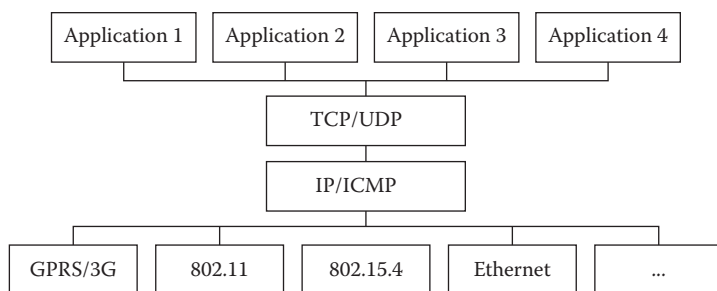 Application 1
Application 2
Application 3
Application 4
TCP/UDP
IP/ICMP
GPRS/3G
802.11
802.15.4
Ethernet
...